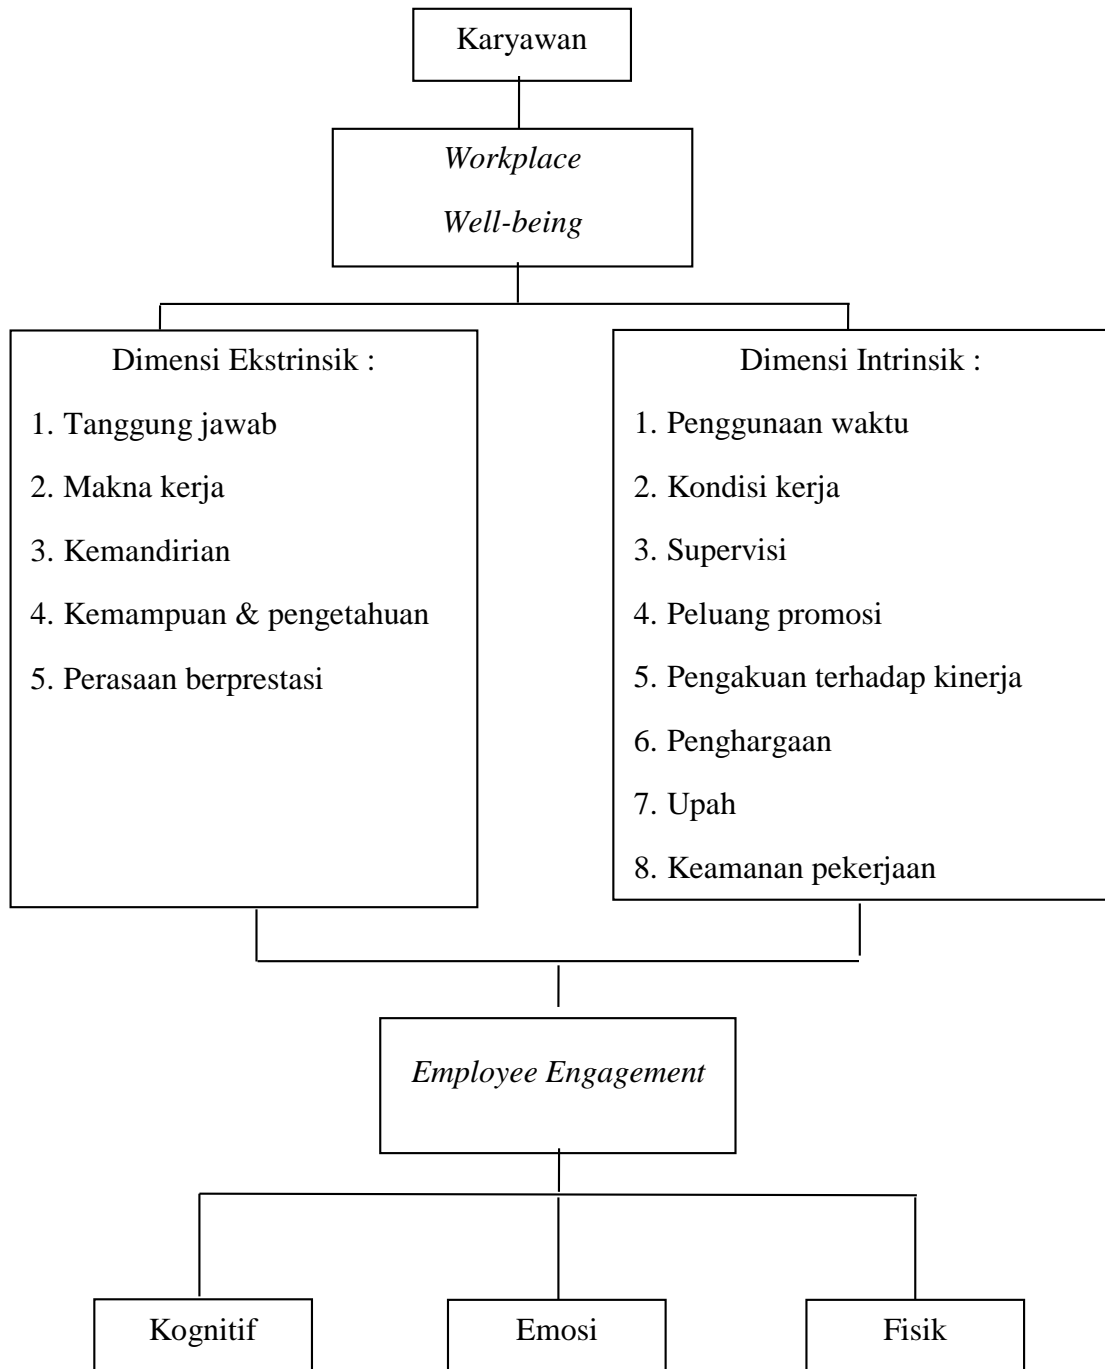 Karyawan
Workplace
Well-being
Dimensi Ekstrinsik :
1. Tanggung jawab
2. Makna kerja
3. Kemandirian
4. Kemampuan & pengetahuan
5. Perasaan berprestasi
Dimensi Intrinsik :
1. Penggunaan waktu
2. Kondisi kerja
3. Supervisi
4. Peluang promosi
5. Pengakuan terhadap kinerja
6. Penghargaan
7. Upah
8. Keamanan pekerjaan
Employee Engagement
Kognitif
Emosi
Fisik